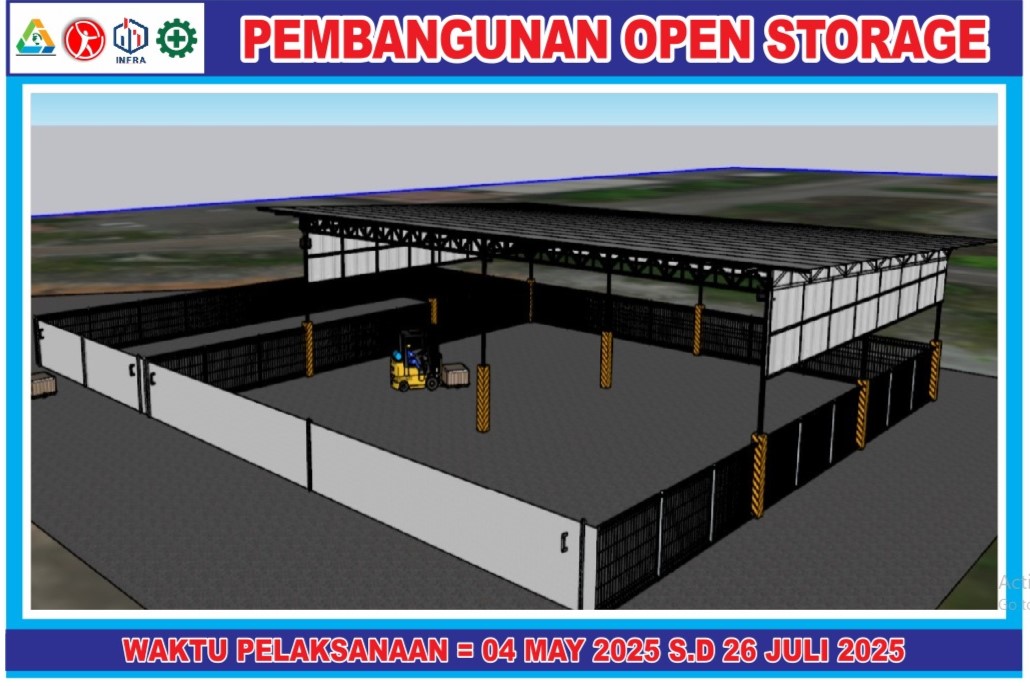 PEMBANGUNAN OPEN STORAGE
INFRA
WAKTU PELAKSANAAN = 04 MAY 2025 S.D 26 JULI 2025